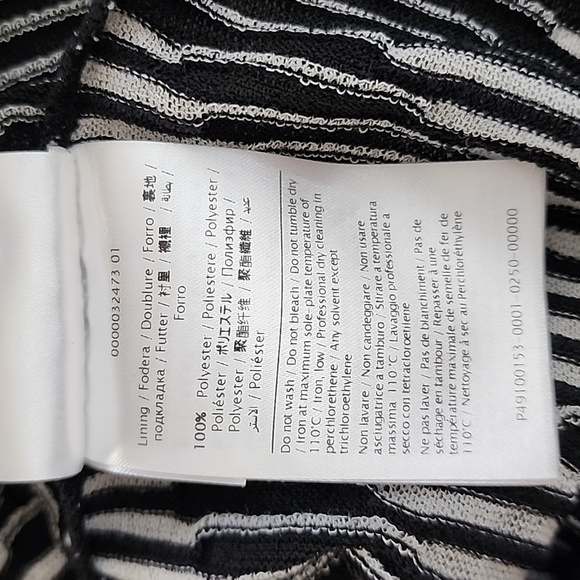 0000032473 01
Lining / Fodera / Doublure / Forro / 裏地 /
подкладка / Futter / 衬里 / 襯裡 /
Forro
100% Polyester / Poliestere / Polyester /
Poliéster / ポリエステル / Полиэфир /
Polyester / 聚酯纤维 / 聚酯纖維 /
/ Poliéster
Do not wash / Do not bleach / Do not tumble dry
/ Iron at maximum sole-plate temperature of
110°C / Iron, low / Professional dry cleaning in
perchlorethene / Any solvent except
trichloroethylene
Non lavare / Non candeggiare / Non usare
asciugatrice a tamburo / Stirare a temperatura
massima 110°C / Lavaggio professionale a
secco con tetracloroetilene
Ne pas laver / Pas de blanchiment / Pas de
séchage en tambour / Repasser à une
température maximale de semelle de fer de
110°C / Nettoyage à sec au Perchloréthylène
P49100153-0001 0250-00000